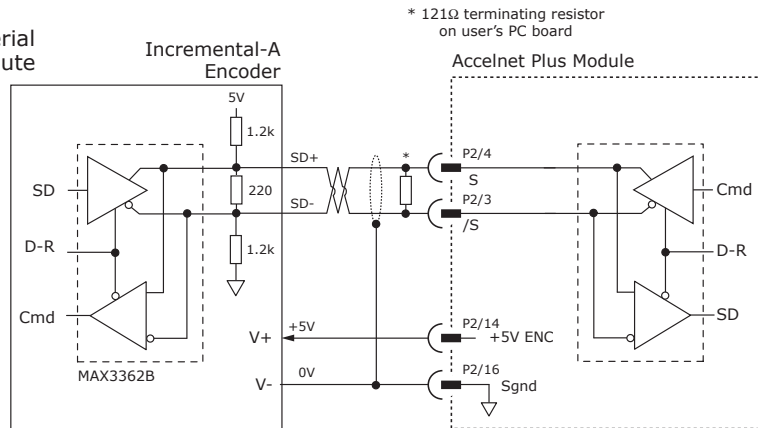 * 121Ω terminating resistor
on user's PC board
erial
ute
Incremental-A
Encoder
Accelnet Plus Module
5V
1.2k
SD+
*
P2/4
S
SD
220
SD-
P2/3
/S
Cmd
D-R
1.2k
D-R
Cmd
SD
V+
+5V
P2/14
+5V ENC
MAX3362B
V-
0V
P2/16
Sgnd